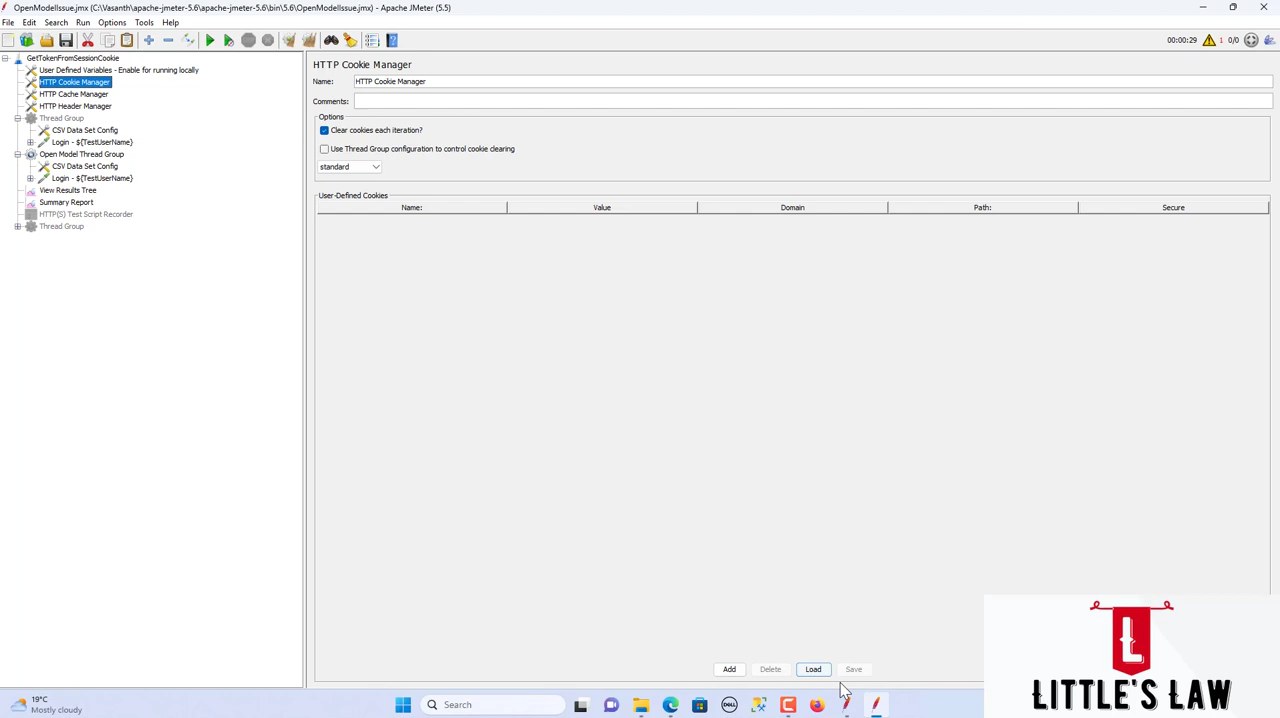 OpenModelIssue.jmx (C:\Vasanth\apache-jmeter-5.6\apache-jmeter-5.6\bin\5.6\OpenModelIssue.jmx) - Apache JMeter (5.5)
File Edit Search Run Options Tools Help
00:00:29 1 0/0
GetTokenFromSessionCookie
User Defined Variables - Enable for running locally
HTTP Cookie Manager
HTTP Cache Manager
HTTP Header Manager
Thread Group
CSV Data Set Config
Login - ${TestUserName}
Open Model Thread Group
CSV Data Set Config
Login - ${TestUserName}
View Results Tree
Summary Report
HTTP(S) Test Script Recorder
Thread Group
HTTP Cookie Manager
Name: HTTP Cookie Manager
Comments:
Options
Clear cookies each iteration?
Use Thread Group configuration to control cookie clearing
standard
User-Defined Cookies
Name: Value Domain Path: Secure
Add Delete Load Save
L
LITTLE'S LAW
19°C
Mostly cloudy
Search
DELL